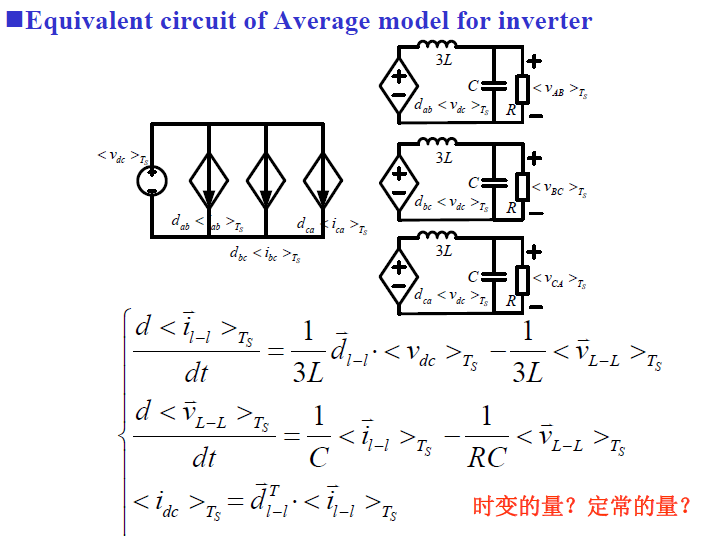 ■Equivalent circuit of Average model for inverter
3L
C
d_ab < v_dc >_Ts R
+ < v_AB >_Ts −
3L
C
d_bc < v_dc >_Ts R
+ < v_BC >_Ts −
3L
C
d_ca < v_dc >_Ts R
+ < v_CA >_Ts −
< v_dc >_Ts
d_ab < i_ab >_Ts
d_ca < i_ca >_Ts
d_bc < i_bc >_Ts
d < i⃗_l−l >_Ts / dt = 1/3L d⃗_l−l · < v_dc >_Ts − 1/3L < v⃗_L−L >_Ts
d < v⃗_L−L >_Ts / dt = 1/C < i⃗_l−l >_Ts − 1/RC < v⃗_L−L >_Ts
< i_dc >_Ts = d⃗^T_l−l · < i⃗_l−l >_Ts
时变的量？定常的量？